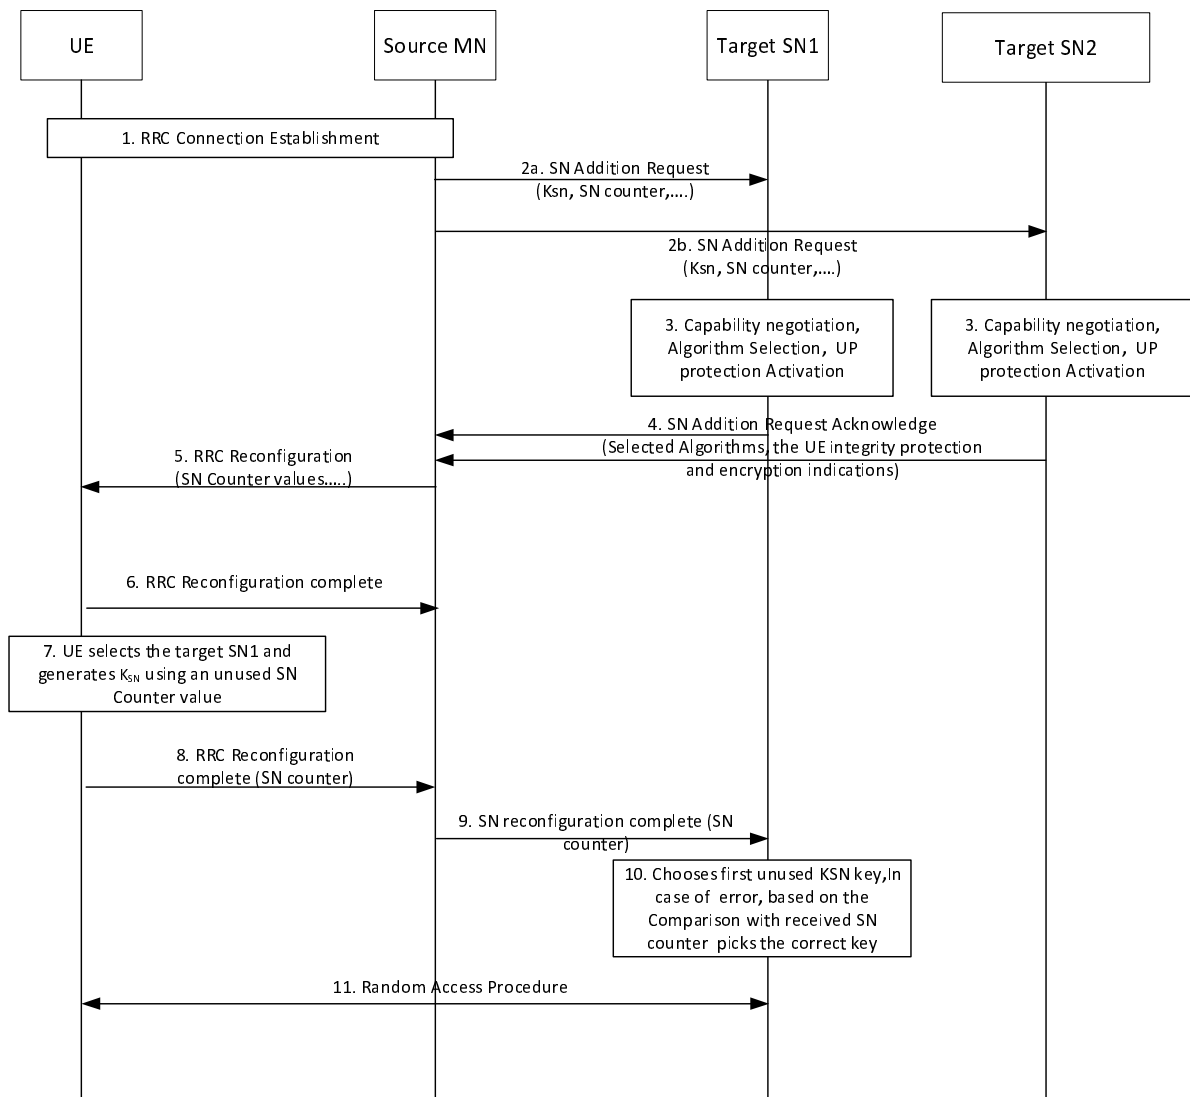 UE
Source MN
Target SN1
Target SN2
1. RRC Connection Establishment
2a. SN Addition Request
(Ksn, SN counter,....)
2b. SN Addition Request
(Ksn, SN counter,....)
3. Capability negotiation,
Algorithm Selection, UP
protection Activation
3. Capability negotiation,
Algorithm Selection, UP
protection Activation
4. SN Addition Request Acknowledge
(Selected Algorithms, the UE integrity protection
and encryption indications)
5. RRC Reconfiguration
(SN Counter values.....)
6. RRC Reconfiguration complete
7. UE selects the target SN1 and
generates KSN using an unused SN
Counter value
8. RRC Reconfiguration
complete (SN counter)
9. SN reconfiguration complete (SN
counter)
10. Chooses first unused KSN key,In
case of error, based on the
Comparison with received SN
counter picks the correct key
11. Random Access Procedure